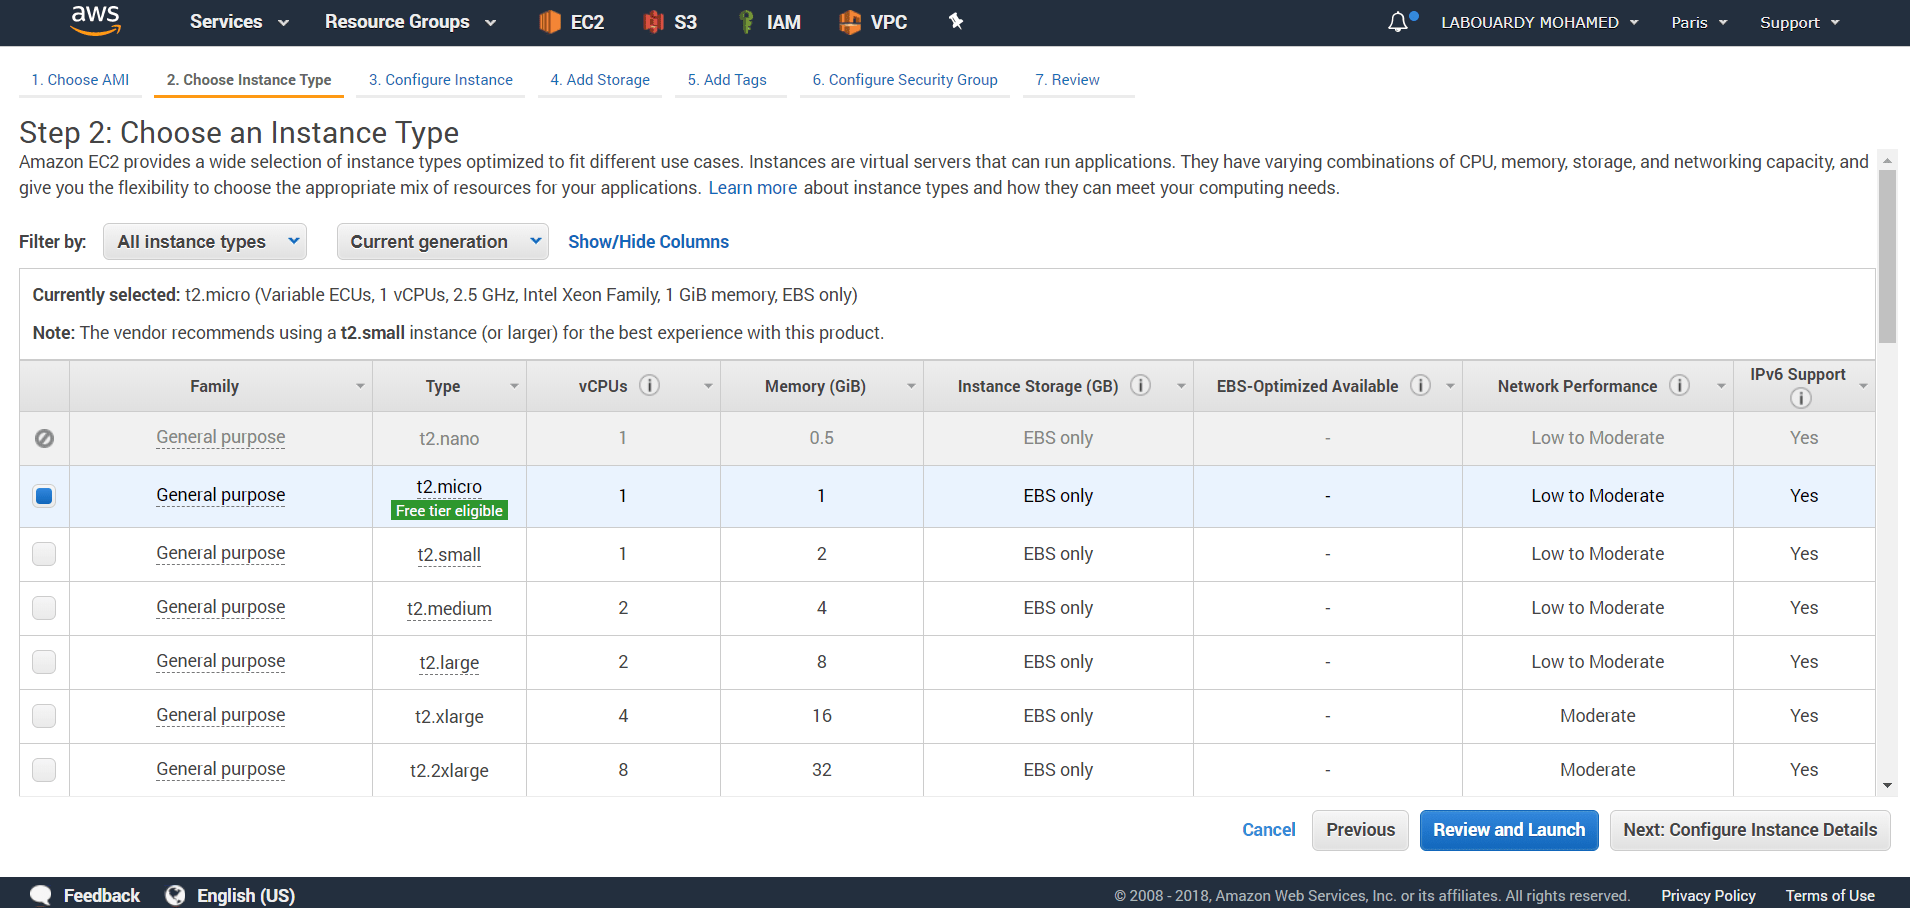 aws Services Resource Groups EC2 S3 IAM VPC LABOUARDY MOHAMED Paris Support
1. Choose AMI 2. Choose Instance Type 3. Configure Instance 4. Add Storage 5. Add Tags 6. Configure Security Group 7. Review
Step 2: Choose an Instance Type
Amazon EC2 provides a wide selection of instance types optimized to fit different use cases. Instances are virtual servers that can run applications. They have varying combinations of CPU, memory, storage, and networking capacity, and
give you the flexibility to choose the appropriate mix of resources for your applications. Learn more about instance types and how they can meet your computing needs.
Filter by: All instance types Current generation Show/Hide Columns
Currently selected: t2.micro (Variable ECUs, 1 vCPUs, 2.5 GHz, Intel Xeon Family, 1 GiB memory, EBS only)
Note: The vendor recommends using a t2.small instance (or larger) for the best experience with this product.
Family Type vCPUs i Memory (GiB) Instance Storage (GB) i EBS-Optimized Available i Network Performance i IPv6 Support i
General purpose t2.nano 1 0.5 EBS only - Low to Moderate Yes
General purpose t2.micro 1 1 EBS only - Low to Moderate Yes
Free tier eligible
General purpose t2.small 1 2 EBS only - Low to Moderate Yes
General purpose t2.medium 2 4 EBS only - Low to Moderate Yes
General purpose t2.large 2 8 EBS only - Low to Moderate Yes
General purpose t2.xlarge 4 16 EBS only - Moderate Yes
General purpose t2.2xlarge 8 32 EBS only - Moderate Yes
Cancel Previous Review and Launch Next: Configure Instance Details
Feedback English (US) © 2008 - 2018, Amazon Web Services, Inc. or its affiliates. All rights reserved. Privacy Policy Terms of Use